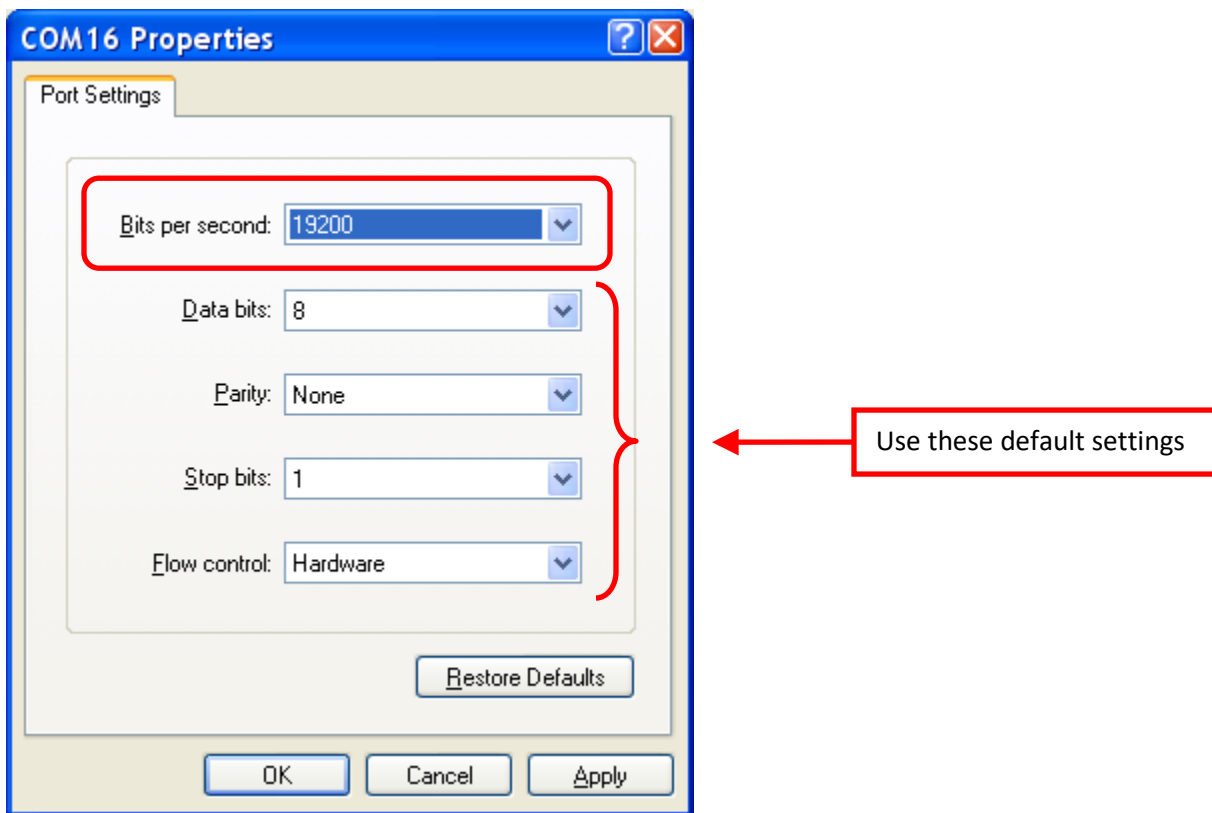 COM16 Properties
Port Settings
Bits per second: 19200
Data bits: 8
Parity: None
Use these default settings
Stop bits: 1
Flow control: Hardware
Restore Defaults
OK Cancel Apply